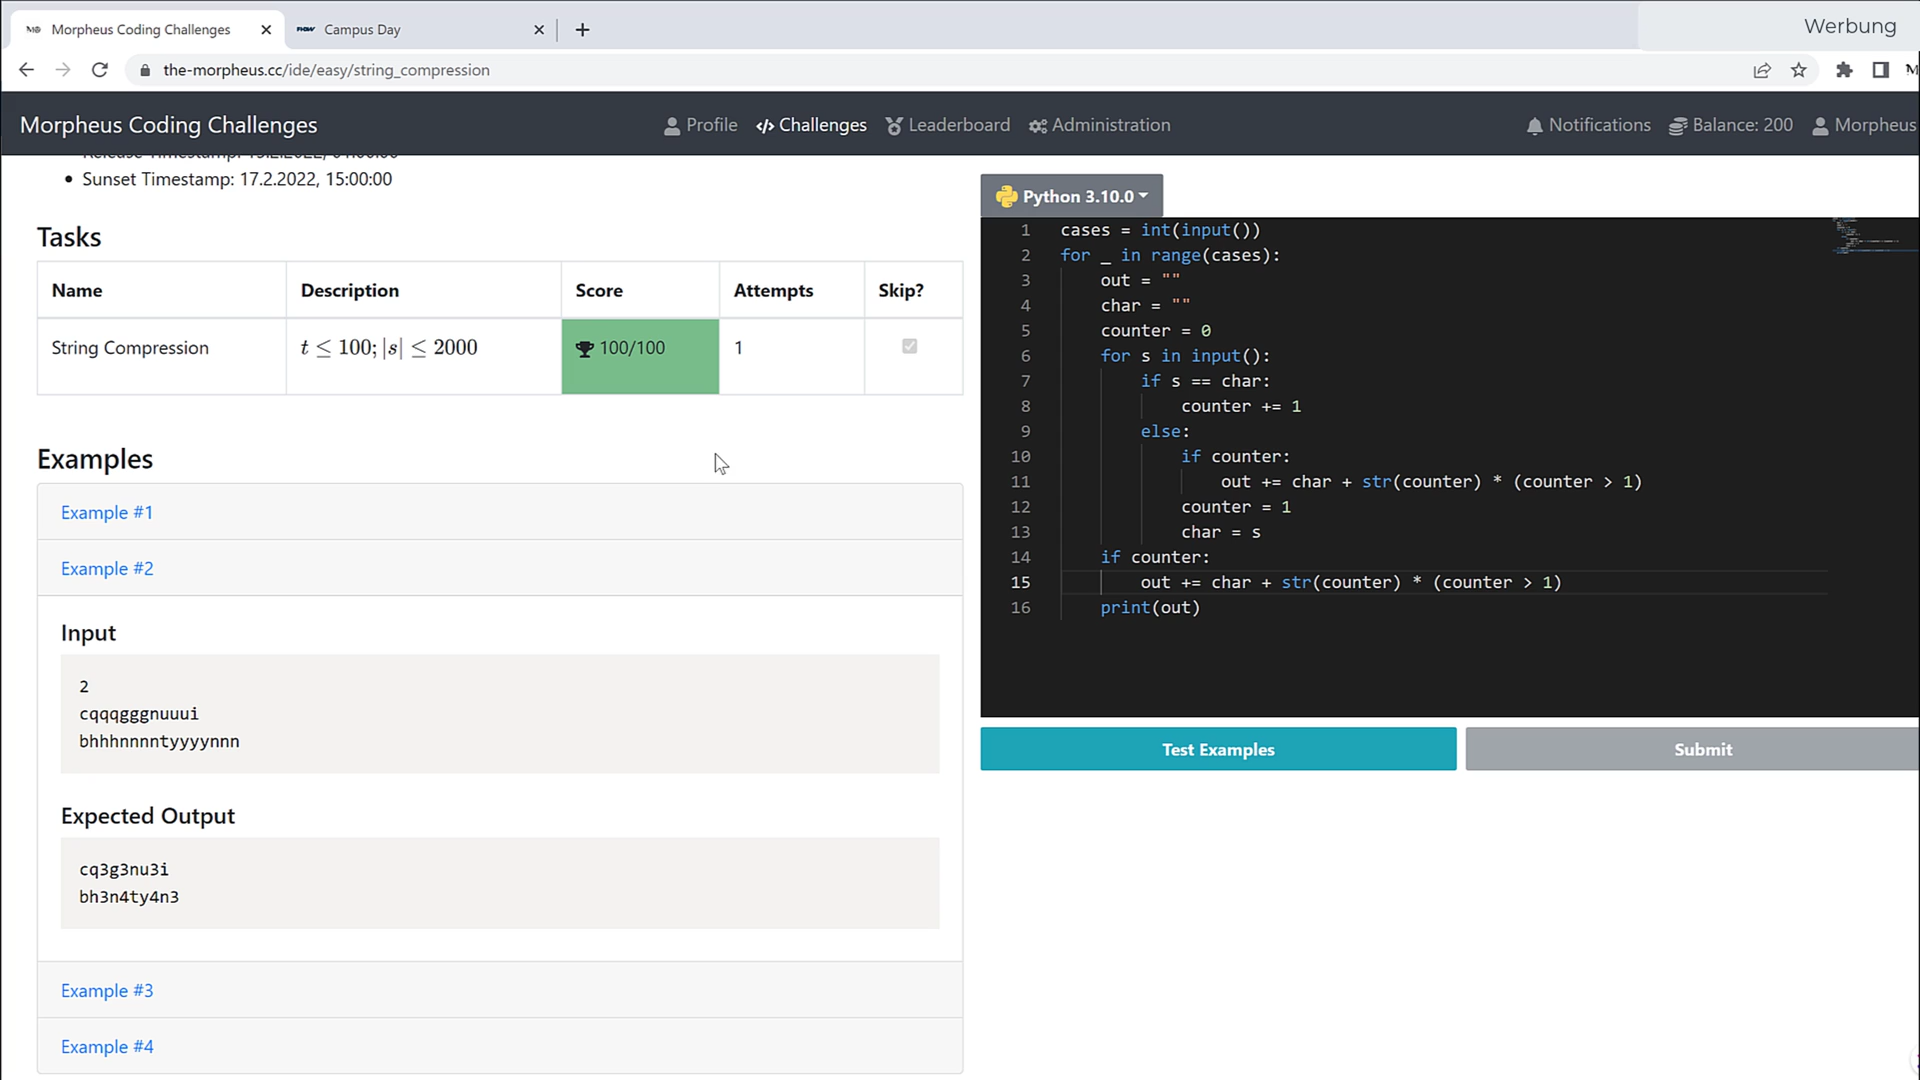 Morpheus Coding Challenges
Campus Day
Werbung
the-morpheus.cc/ide/easy/string_compression
Morpheus Coding Challenges
Profile
Challenges
Leaderboard
Administration
Notifications
Balance: 200
Morpheus
Sunset Timestamp: 17.2.2022, 15:00:00
Tasks
Name Description Score Attempts Skip?
String Compression t ≤ 100; |s| ≤ 2000 100/100 1
Examples
Example #1
Example #2
Input
2
cqqqgggnuuui
bhhhnnnntyyyynnn
Expected Output
cq3g3nu3i
bh3n4ty4n3
Example #3
Example #4
Python 3.10.0
1 cases = int(input())
2 for _ in range(cases):
3     out = ""
4     char = ""
5     counter = 0
6     for s in input():
7         if s == char:
8             counter += 1
9         else:
10             if counter:
11                 out += char + str(counter) * (counter > 1)
12             counter = 1
13             char = s
14     if counter:
15         out += char + str(counter) * (counter > 1)
16     print(out)
Test Examples
Submit